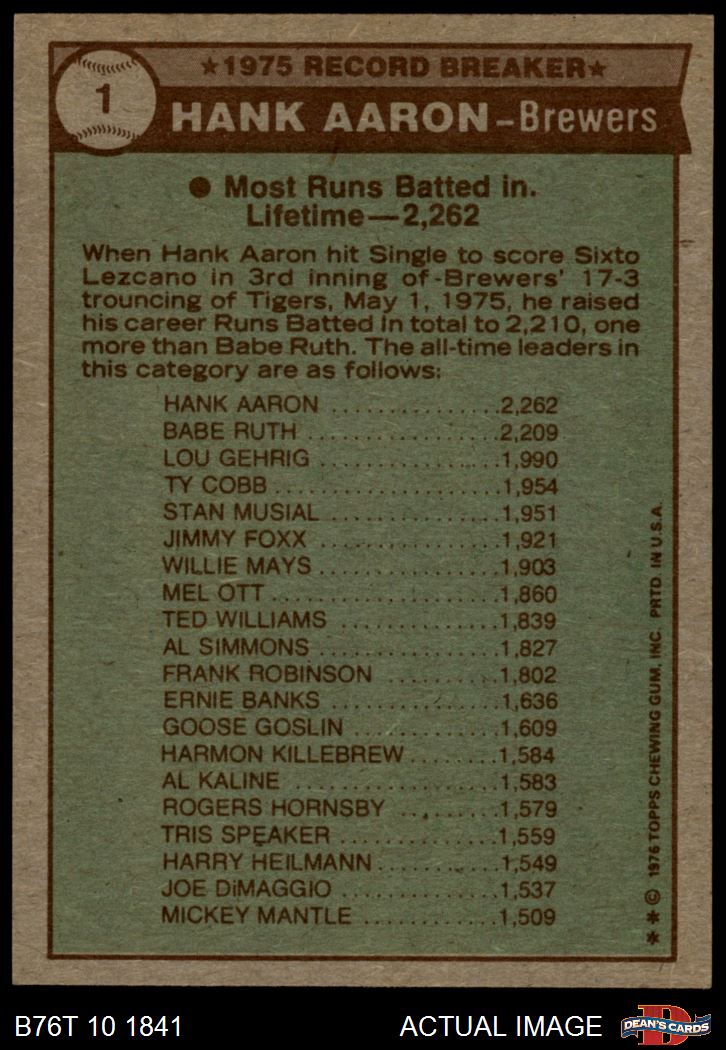 1
★1975 RECORD BREAKER★
HANK AARON–Brewers
● Most Runs Batted in.
Lifetime—2,262
When Hank Aaron hit Single to score Sixto
Lezcano in 3rd inning of Brewers' 17-3
trouncing of Tigers, May 1, 1975, he raised
his career Runs Batted in total to 2,210, one
more than Babe Ruth. The all-time leaders in
this category are as follows:
HANK AARON ...............2,262
BABE RUTH .................2,209
LOU GEHRIG ................1,990
TY COBB ....................1,954
STAN MUSIAL ...............1,951
JIMMY FOXX ................1,921
WILLIE MAYS ................1,903
MEL OTT ....................1,860
TED WILLIAMS ..............1,839
AL SIMMONS ................1,827
FRANK ROBINSON ...........1,802
ERNIE BANKS ...............1,636
GOOSE GOSLIN .............1,609
HARMON KILLEBREW ........1,584
AL KALINE ..................1,583
ROGERS HORNSBY .........1,579
TRIS SPEAKER ..............1,559
HARRY HEILMANN ..........1,549
JOE DiMAGGIO .............1,537
MICKEY MANTLE ............1,509
* * © 1976 TOPPS CHEWING GUM, INC. PRTD. IN U.S.A.
B76T 10 1841
ACTUAL IMAGE
D
DEAN'S CARDS